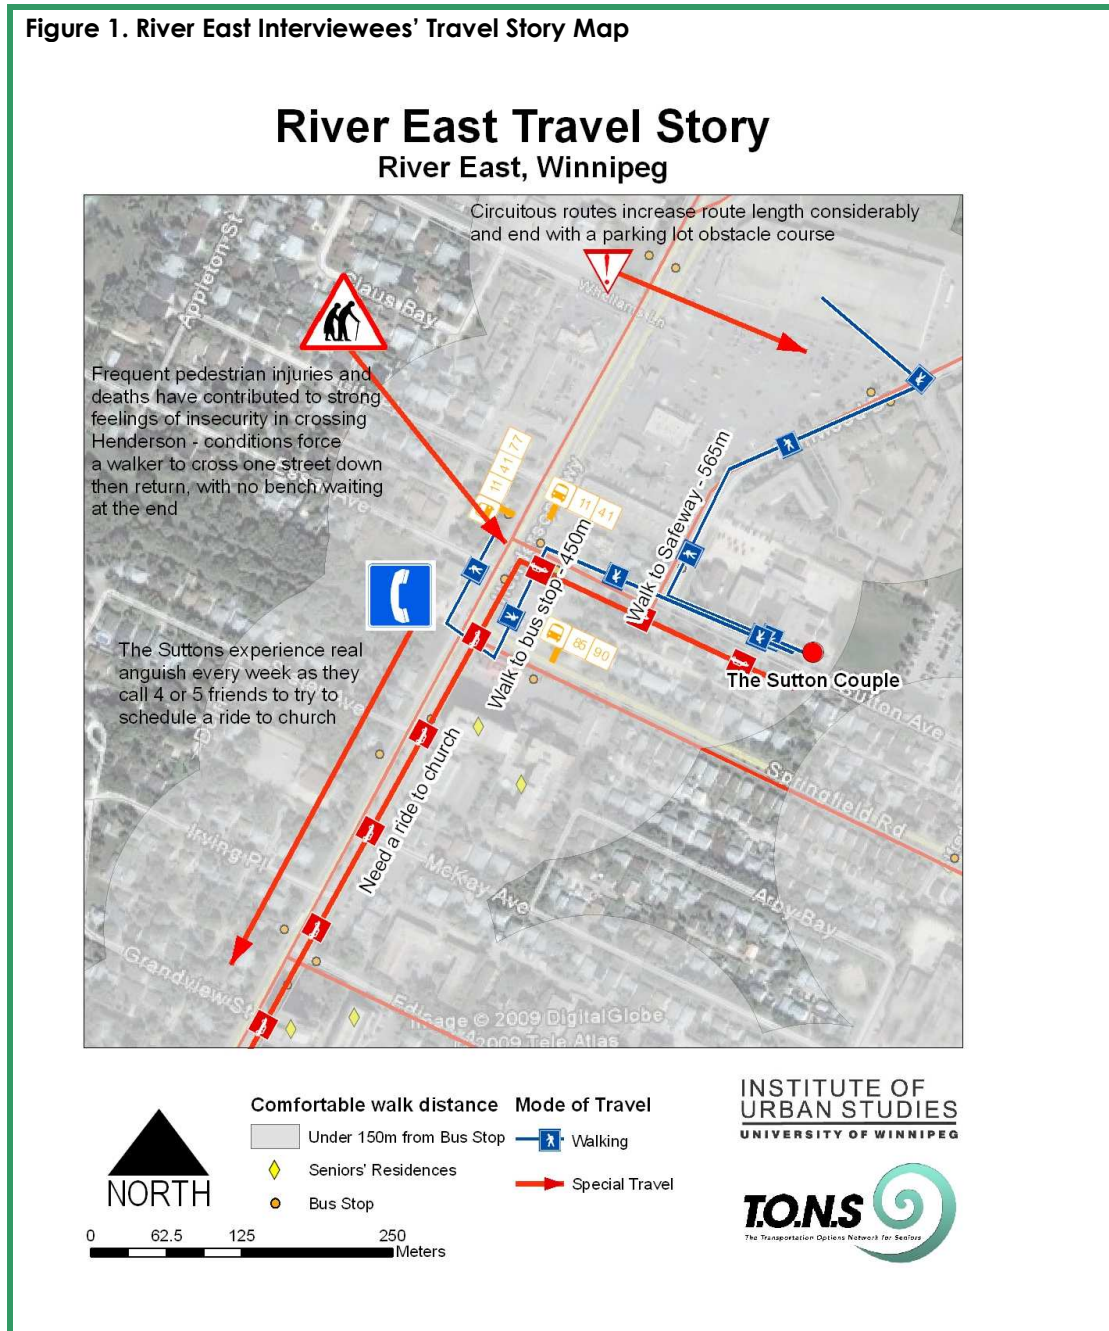 Figure 1. River East Interviewees' Travel Story Map
River East Travel Story
River East, Winnipeg
Circuitous routes increase route length considerably
and end with a parking lot obstacle course
Appleton St
Claus Bay
Whellams Ln
Frequent pedestrian injuries and
deaths have contributed to strong
feelings of insecurity in crossing
Henderson - conditions force
a walker to cross one street down
then return, with no bench waiting
at the end
11 41 77
11 41
Walk to Safeway - 565m
Walk to bus stop - 450m
85 90
The Suttons experience real
anguish every week as they
call 4 or 5 friends to try to
schedule a ride to church
The Sutton Couple
Sutton Ave
Springfield Rd
Need a ride to church
Irving Pl
McKay Ave
Arby Bay
Grandview St
Image © 2009 DigitalGlobe
© 2009 Tele Atlas
Comfortable walk distance
Under 150m from Bus Stop
Seniors' Residences
Bus Stop
Mode of Travel
Walking
Special Travel
NORTH
0 62.5 125 250
Meters
INSTITUTE OF
URBAN STUDIES
UNIVERSITY OF WINNIPEG
T.O.N.S
The Transportation Options Network for Seniors